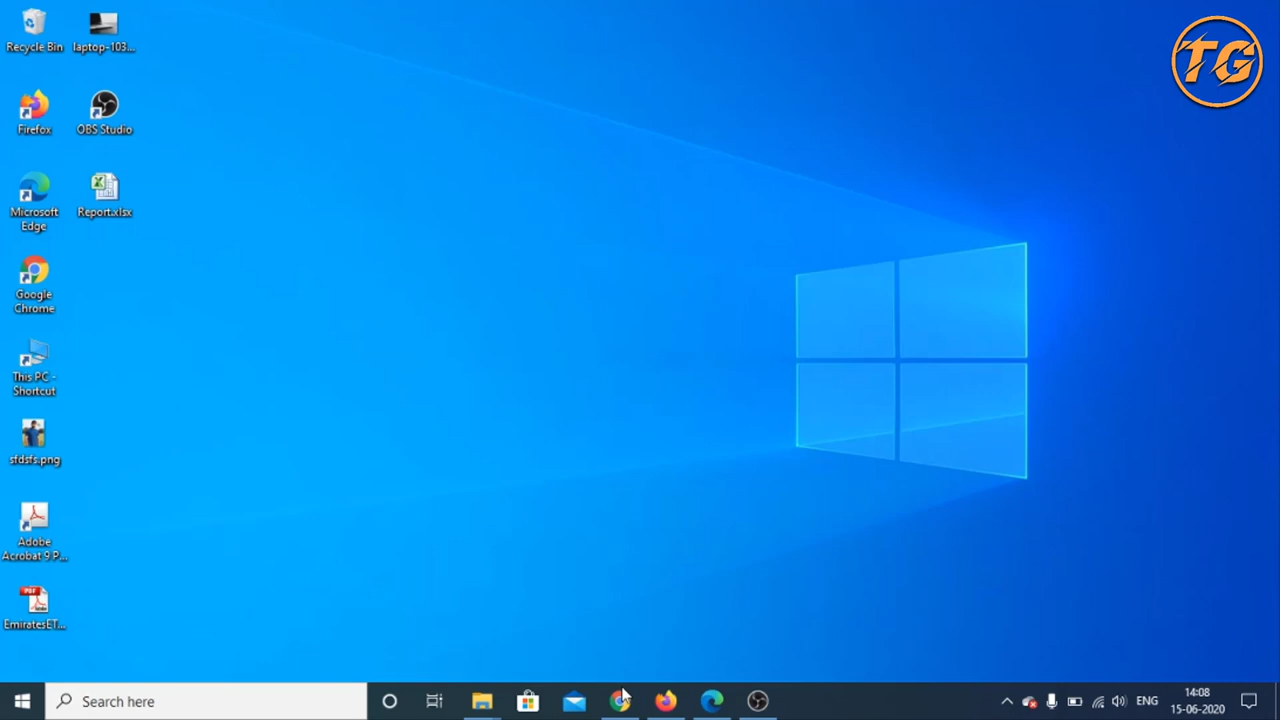 Recycle Bin
laptop-103...
TG
Firefox
OBS Studio
Microsoft
Edge
Report.xlsx
Google
Chrome
This PC -
Shortcut
sfdsfs.png
Adobe
Acrobat 9 P...
PDF
EmiratesET...
Search here
ENG
14:08
15-06-2020